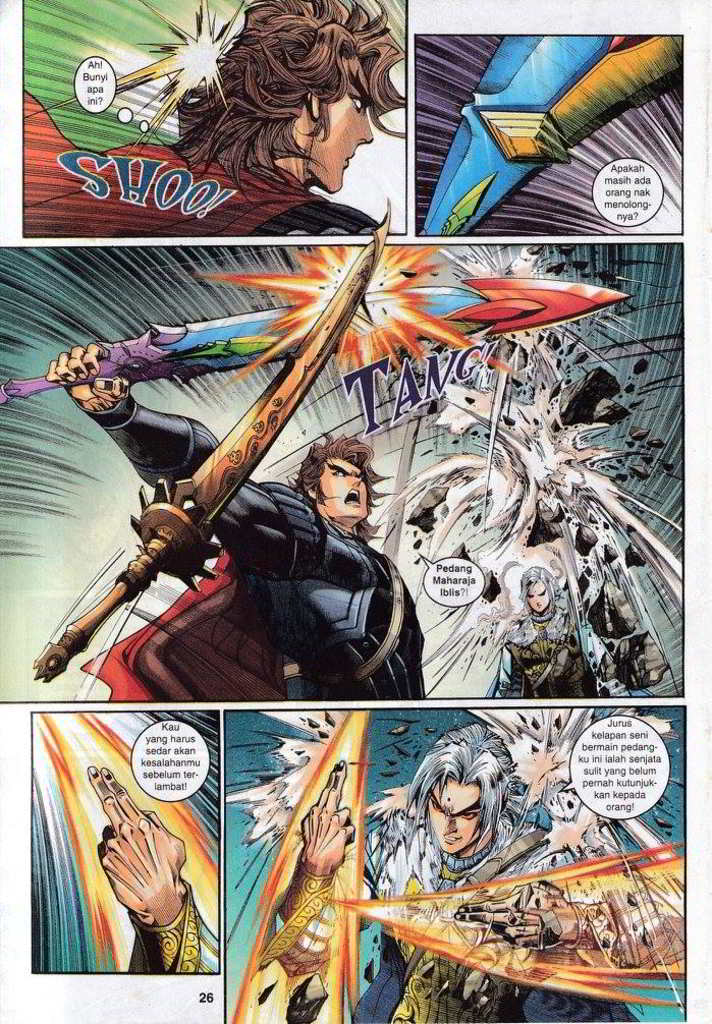 Ah!
Bunyi
apa
ini?
SHOOO!
Apakah
masih ada
orang nak
menolong-
nya?
TANG!
Pedang
Maharaja
Iblis?!
Kau
yang harus
sedar akan
kesalahanmu
sebelum ter-
lambat!
Jurus
kelapan seni
bermain pedang-
ku ini ialah senjata
sulit yang belum
pernah kutunjuk-
kan kepada
orang!
26